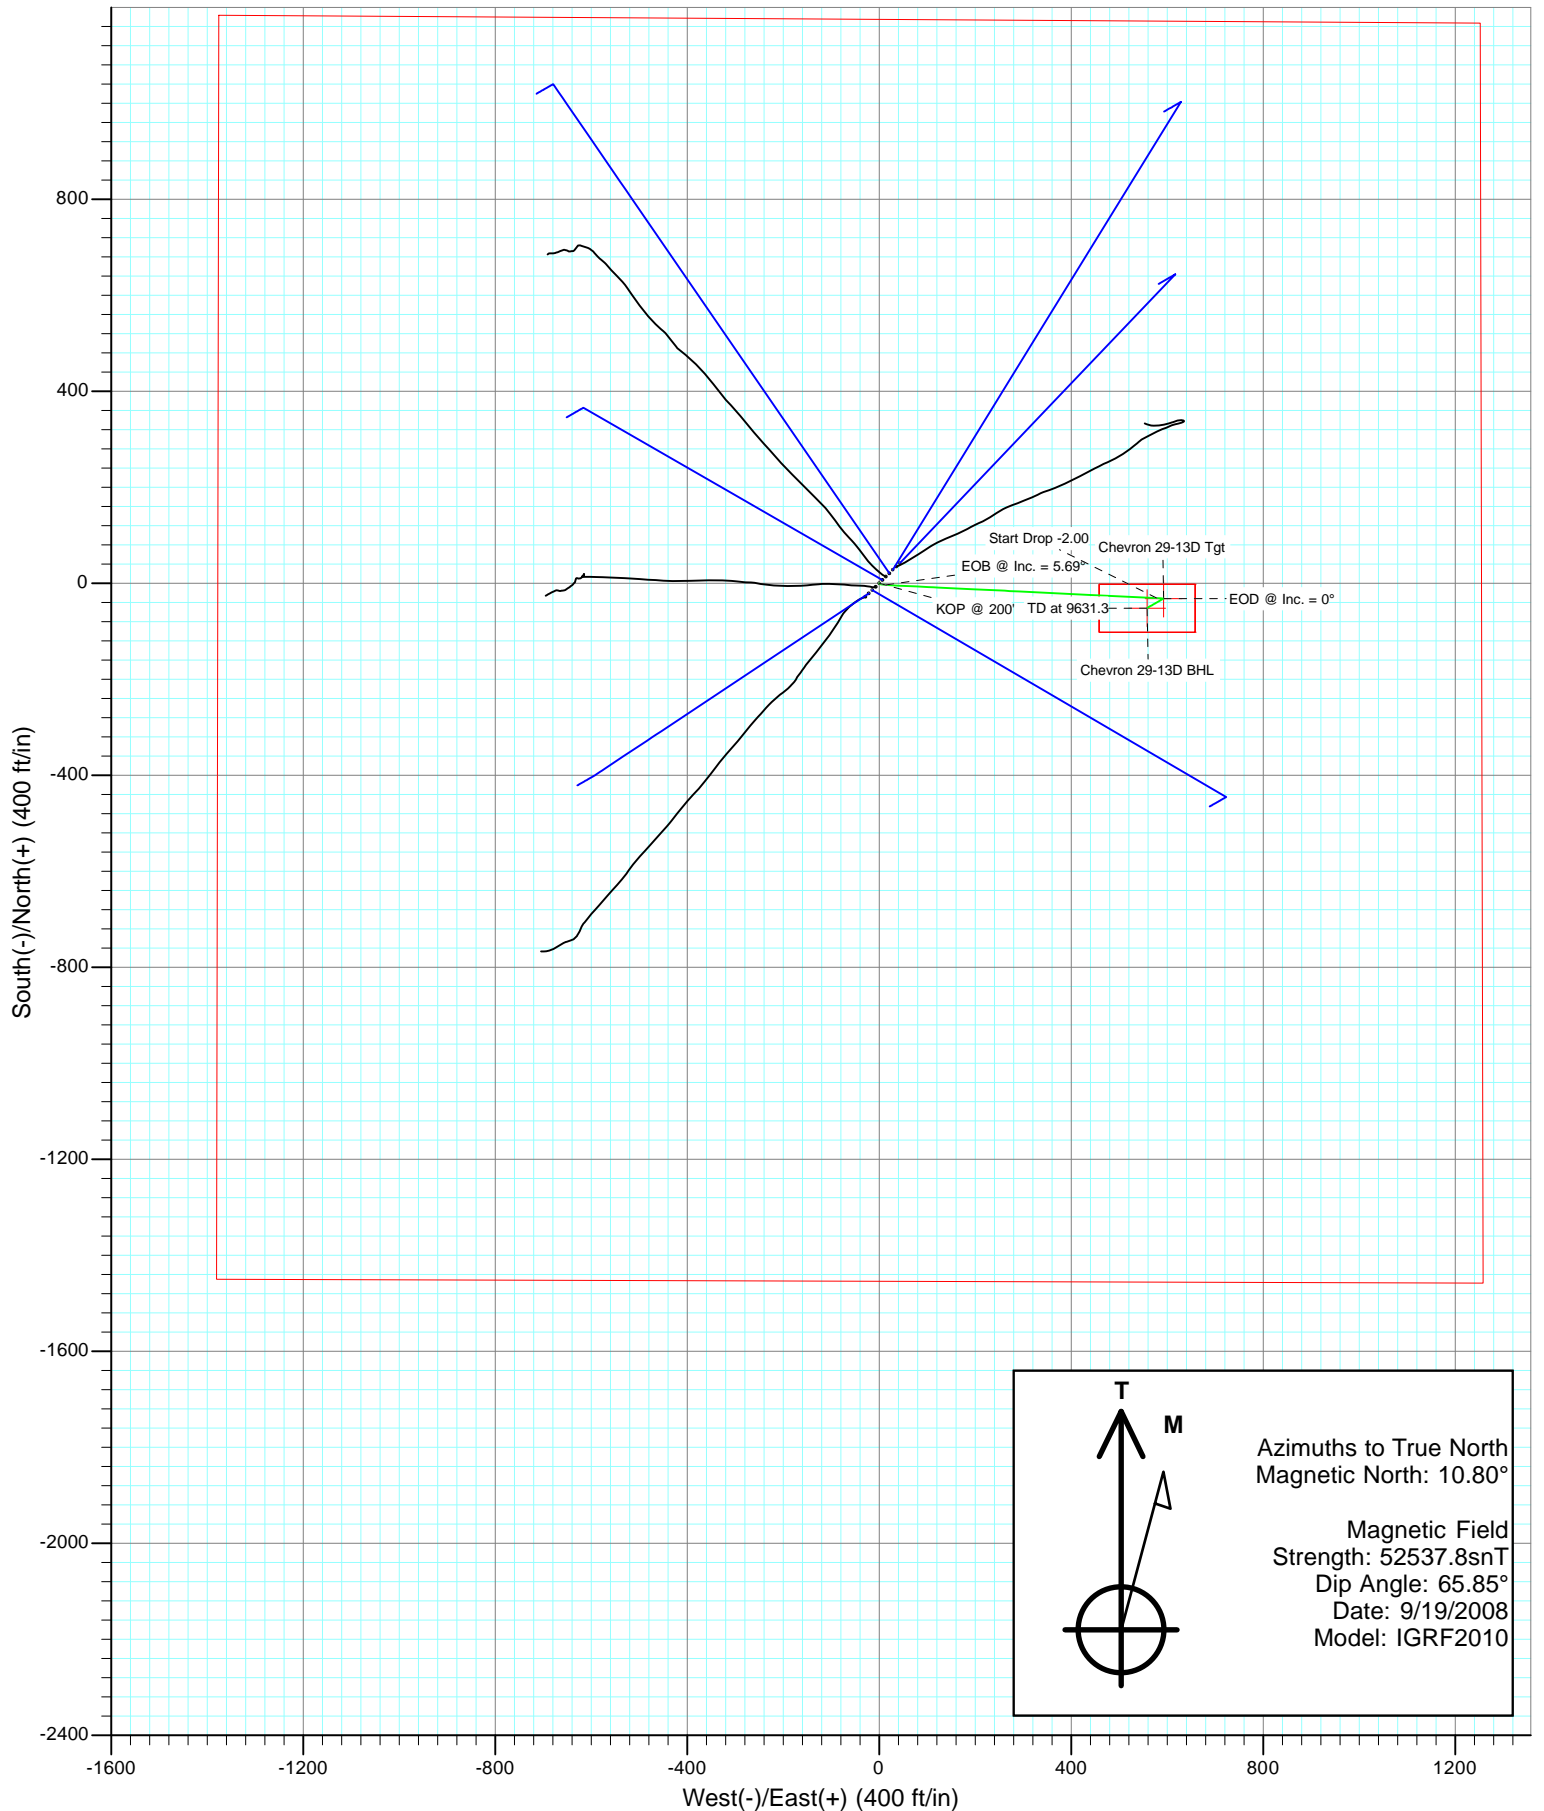 800
400
0
-400
-800
-1200
-1600
-2000
-2400
South(-)/North(+) (400 ft/in)
-1600
-1200
-800
-400
0
400
800
1200
West(-)/East(+) (400 ft/in)
Start Drop -2.00
Chevron 29-13D Tgt
EOB @ Inc. = 5.69°
EOD @ Inc. = 0°
KOP @ 200'
TD at 9631.3
Chevron 29-13D BHL
T
M
Azimuths to True North
Magnetic North: 10.80°
Magnetic Field
Strength: 52537.8snT
Dip Angle: 65.85°
Date: 9/19/2008
Model: IGRF2010